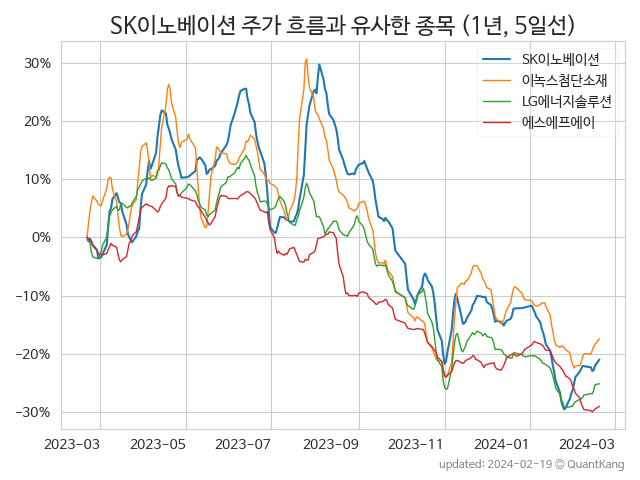 SK이노베이션 주가 흐름과 유사한 종목 (1년, 5일선)
SK이노베이션
이녹스첨단소재
LG에너지솔루션
에스에프에이
30%
20%
10%
0%
−10%
−20%
−30%
2023-03 2023-05 2023-07 2023-09 2023-11 2024-01 2024-03
updated: 2024-02-19 ⓒ QuantKang